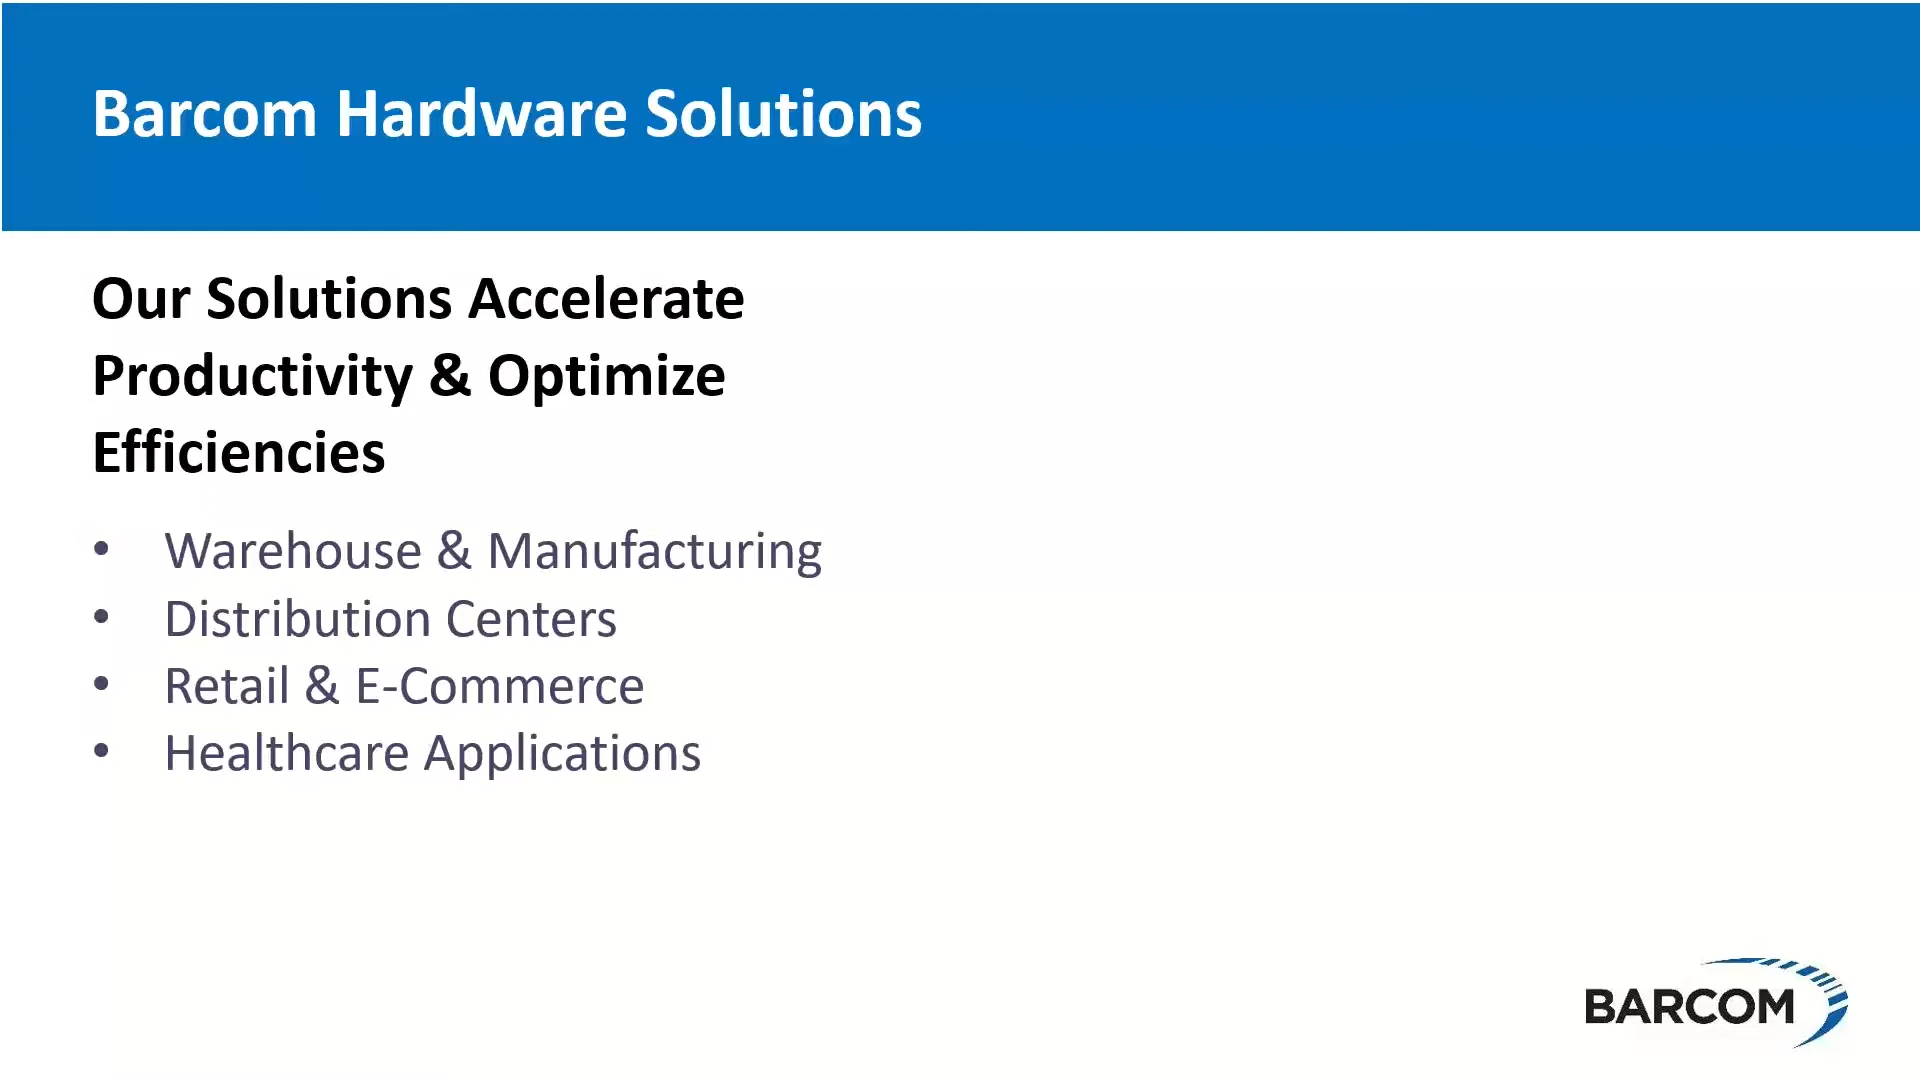 Barcom Hardware Solutions
Our Solutions Accelerate
Productivity & Optimize
Efficiencies
• Warehouse & Manufacturing
• Distribution Centers
• Retail & E-Commerce
• Healthcare Applications
BARCOM